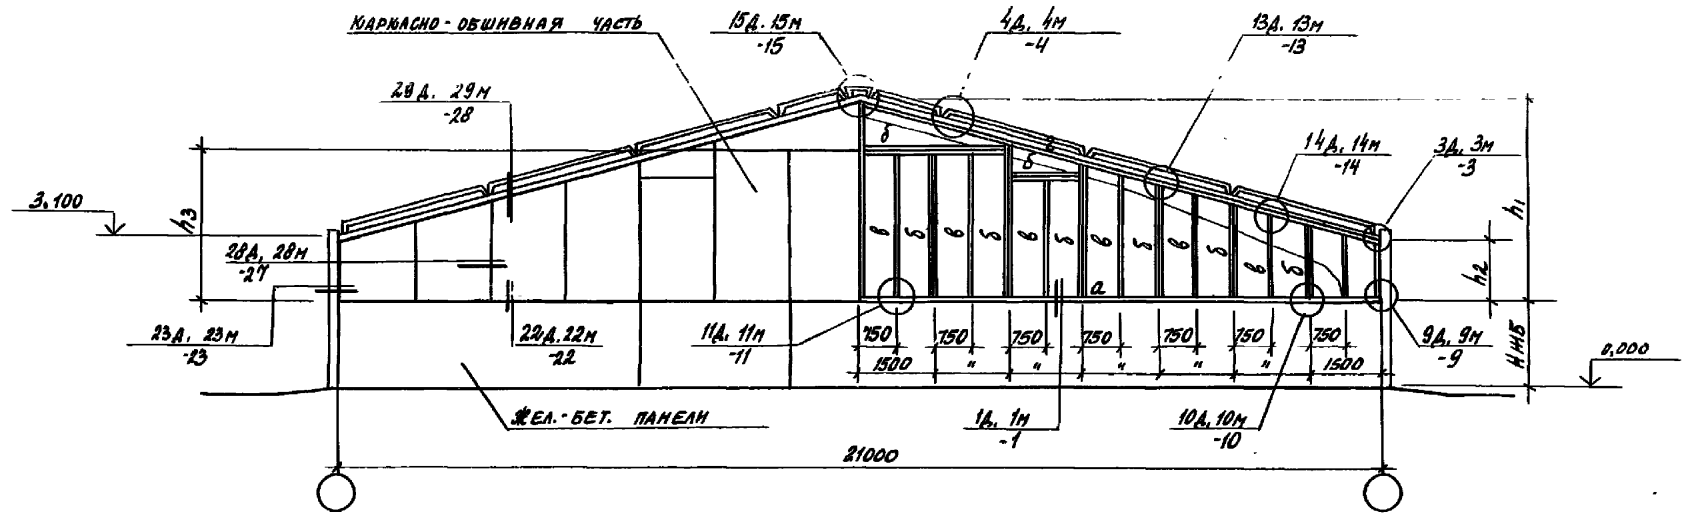 КАРКАСНО-ОБШИВНАЯ ЧАСТЬ
15Д. 15М
-15
4Д. 4М
-4
13Д. 13М
-13
29Д. 29М
-28
14Д, 14М
-14
3Д, 3М
-3
3.100
h3
28Д, 28М
-27
б
б
г
в б в б в б в б в б в б
а
h1
h2
23Д, 23М
-23
22Д. 22М
-22
11Д, 11М
-11
750 750 750 750 750 750 750
1500 " " " " " 1500
9Д, 9М
-9
Нжб
0,000
ЖЕЛ.-БЕТ. ПАНЕЛИ
1Д, 1М
-1
10Д, 10М
-10
21000